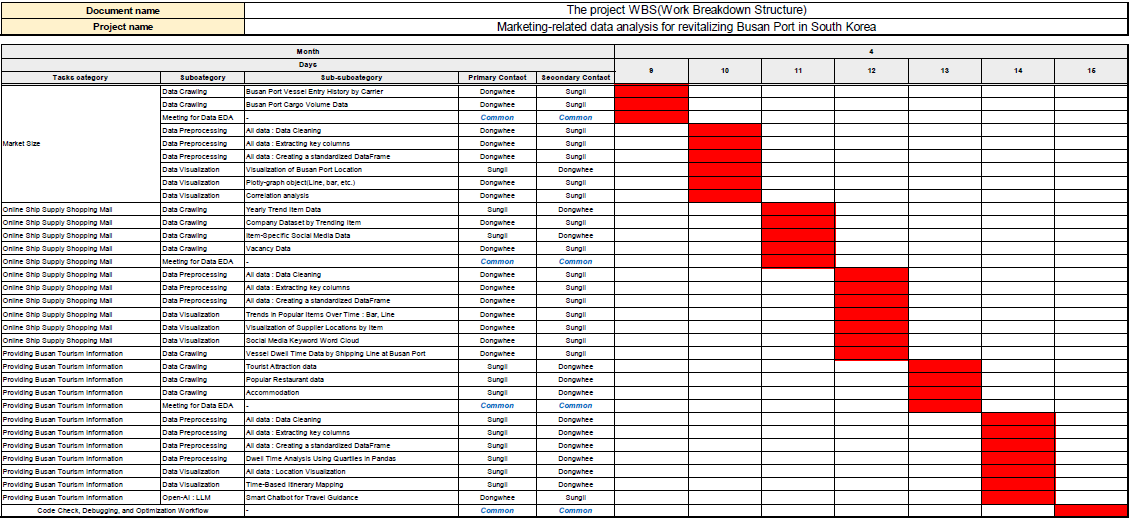 Document name The project WBS(Work Breakdown Structure)
Project name Marketing-related data analysis for revitalizing Busan Port in South Korea
Month 4
Days 9 10 11 12 13 14 15
Tasks category Subcategory Sub-subcategory Primary Contact Secondary Contact
Data Crawling Busan Port Vessel Entry History by Carrier Dongwhee Sungil
Data Crawling Busan Port Cargo Volume Data Dongwhee Sungil
Meeting for Data EDA - Common Common
Data Preprocessing All data : Data Cleaning Dongwhee Sungil
Market Size Data Preprocessing All data : Extracting key columns Dongwhee Sungil
Data Preprocessing All data : Creating a standardized DataFrame Dongwhee Sungil
Data Visualization Visualization of Busan Port Location Sungil Dongwhee
Data Visualization Plotly-graph object(Line, bar, etc.) Dongwhee Sungil
Data Visualization Correlation analysis Dongwhee Sungil
Online Ship Supply Shopping Mall Data Crawling Yearly Trend Item Data Sungil Dongwhee
Online Ship Supply Shopping Mall Data Crawling Company Dataset by Trending Item Dongwhee Sungil
Online Ship Supply Shopping Mall Data Crawling Item-Specific Social Media Data Sungil Dongwhee
Online Ship Supply Shopping Mall Data Crawling Vacancy Data Dongwhee Sungil
Online Ship Supply Shopping Mall Meeting for Data EDA - Common Common
Online Ship Supply Shopping Mall Data Preprocessing All data : Data Cleaning Dongwhee Sungil
Online Ship Supply Shopping Mall Data Preprocessing All data : Extracting key columns Dongwhee Sungil
Online Ship Supply Shopping Mall Data Preprocessing All data : Creating a standardized DataFrame Dongwhee Sungil
Online Ship Supply Shopping Mall Data Visualization Trends in Popular Items Over Time : Bar, Line Dongwhee Sungil
Online Ship Supply Shopping Mall Data Visualization Visualization of Supplier Locations by Item Dongwhee Sungil
Online Ship Supply Shopping Mall Data Visualization Social Media Keyword Word Cloud Dongwhee Sungil
Providing Busan Tourism Information Data Crawling Vessel Dwell Time Data by Shipping Line at Busan Port Dongwhee Sungil
Providing Busan Tourism Information Data Crawling Tourist Attraction data Sungil Dongwhee
Providing Busan Tourism Information Data Crawling Popular Restaurant data Sungil Dongwhee
Providing Busan Tourism Information Data Crawling Accommodation Sungil Dongwhee
Providing Busan Tourism Information Meeting for Data EDA - Common Common
Providing Busan Tourism Information Data Preprocessing All data : Data Cleaning Sungil Dongwhee
Providing Busan Tourism Information Data Preprocessing All data : Extracting key columns Sungil Dongwhee
Providing Busan Tourism Information Data Preprocessing All data : Creating a standardized DataFrame Sungil Dongwhee
Providing Busan Tourism Information Data Preprocessing Dwell Time Analysis Using Quartiles in Pandas Sungil Dongwhee
Providing Busan Tourism Information Data Visualization All data : Location Visualization Sungil Dongwhee
Providing Busan Tourism Information Data Visualization Time-Based Itinerary Mapping Sungil Dongwhee
Providing Busan Tourism Information Open-AI : LLM Smart Chatbot for Travel Guidance Dongwhee Sungil
Code Check, Debugging, and Optimization Workflow - Common Common